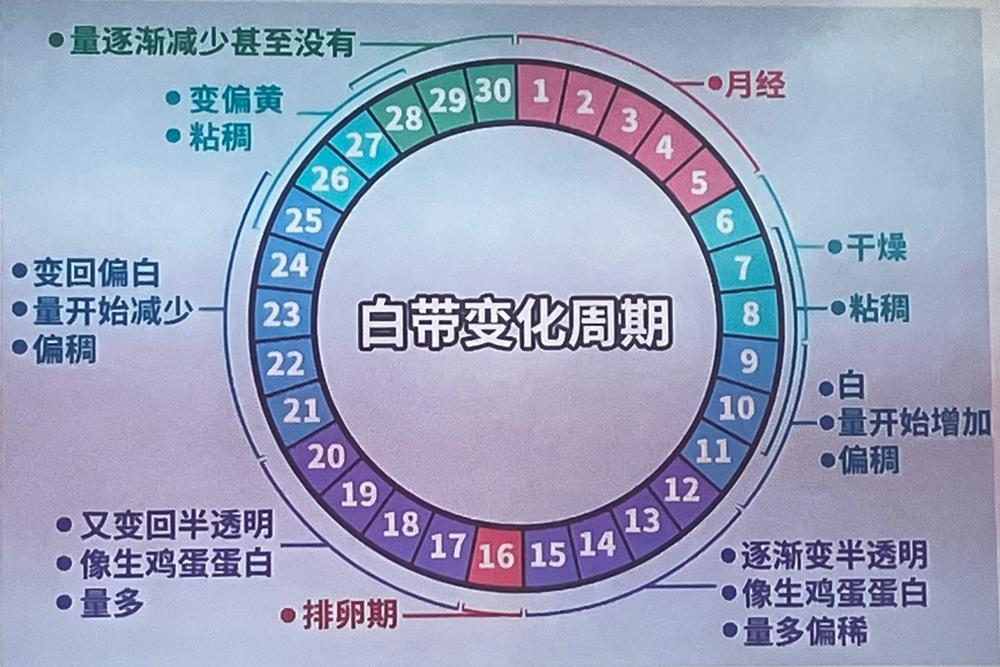 ●量逐渐减少甚至没有
●变偏黄
●粘稠
●月经
●干燥
●粘稠
●变回偏白
●量开始减少
●偏稠
白带变化周期
●白
●量开始增加
●偏稠
●又变回半透明
●像生鸡蛋蛋白
●量多
●排卵期
●逐渐变半透明
●像生鸡蛋蛋白
●量多偏稀
1
2
3
4
5
6
7
8
9
10
11
12
13
14
15
16
17
18
19
20
21
22
23
24
25
26
27
28
29
30